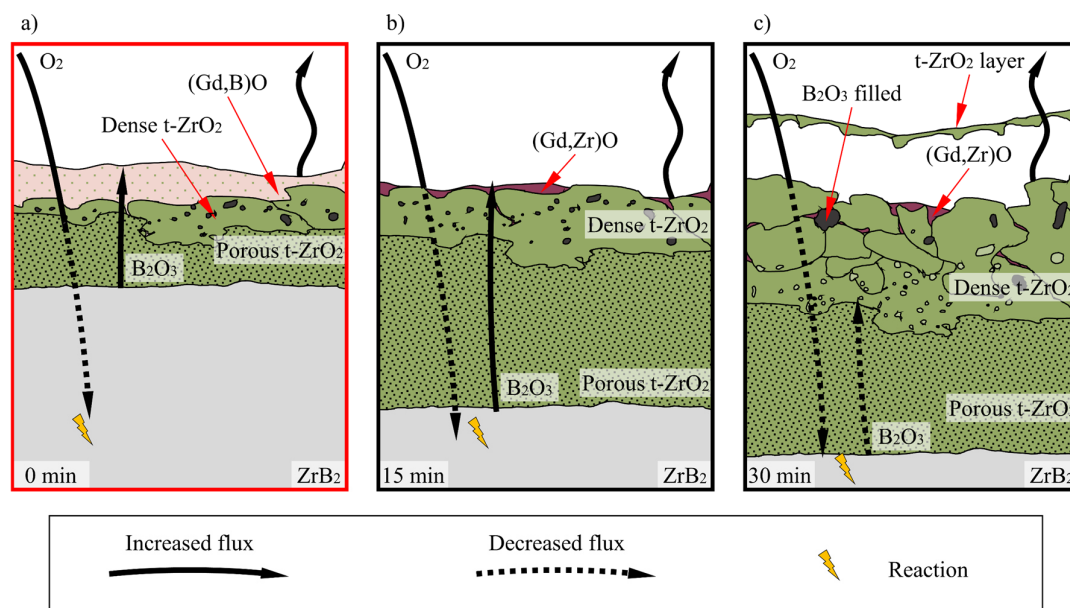 a)
O₂
(Gd,B)O
Dense t-ZrO₂
Porous t-ZrO₂
B₂O₃
0 min
ZrB₂
b)
O₂
(Gd,Zr)O
Dense t-ZrO₂
B₂O₃
Porous t-ZrO₂
15 min
ZrB₂
c)
O₂
t-ZrO₂ layer
B₂O₃ filled
(Gd,Zr)O
Dense t-ZrO₂
Porous t-ZrO₂
B₂O₃
30 min
ZrB₂
Increased flux
Decreased flux
Reaction